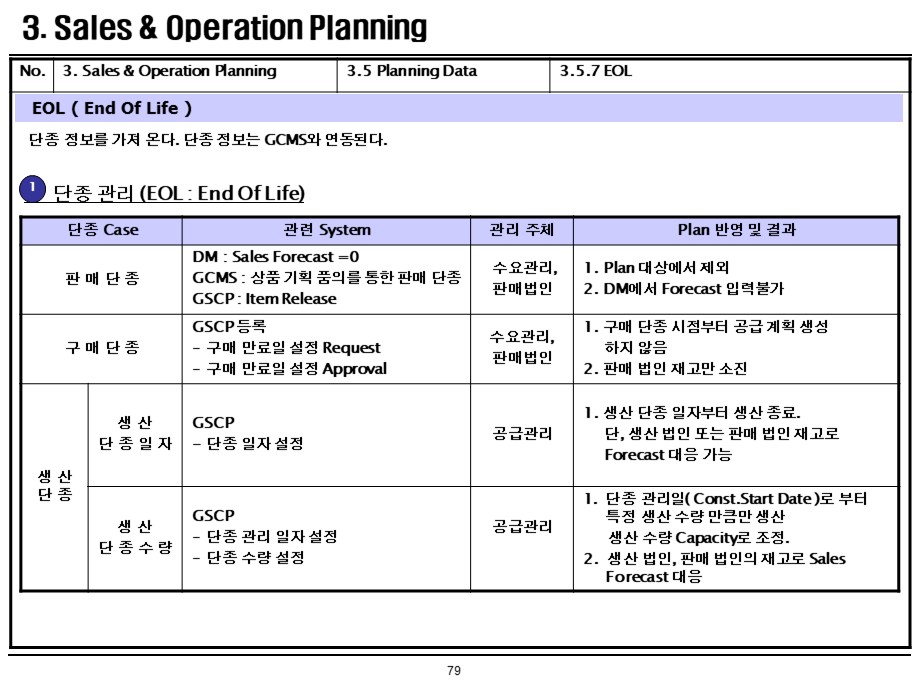 3. Sales & Operation Planning
No. 3. Sales & Operation Planning 3.5 Planning Data 3.5.7 EOL
EOL ( End Of Life )
단종 정보를 가져 온다. 단종 정보는 GCMS와 연동된다.
1 단종 관리 (EOL : End Of Life)
단종 Case 관련 System 관리 주체 Plan 반영 및 결과
판 매 단 종
DM : Sales Forecast =0
GCMS : 상품 기획 품의를 통한 판매 단종
GSCP : Item Release
수요관리,
판매법인
1. Plan 대상에서 제외
2. DM에서 Forecast 입력불가
구 매 단 종
GSCP 등록
- 구매 만료일 설정 Request
- 구매 만료일 설정 Approval
수요관리,
판매법인
1. 구매 단종 시점부터 공급 계획 생성
하지 않음
2. 판매 법인 재고만 소진
생 산
단 종
생 산
단 종 일 자
GSCP
- 단종 일자 설정
공급관리
1. 생산 단종 일자부터 생산 종료.
단, 생산 법인 또는 판매 법인 재고로
Forecast 대응 가능
생 산
단 종 수 량
GSCP
- 단종 관리 일자 설정
- 단종 수량 설정
공급관리
1. 단종 관리일( Const.Start Date )로 부터
특정 생산 수량 만큼만 생산
생산 수량 Capacity로 조정.
2. 생산 법인, 판매 법인의 재고로 Sales
Forecast 대응
79